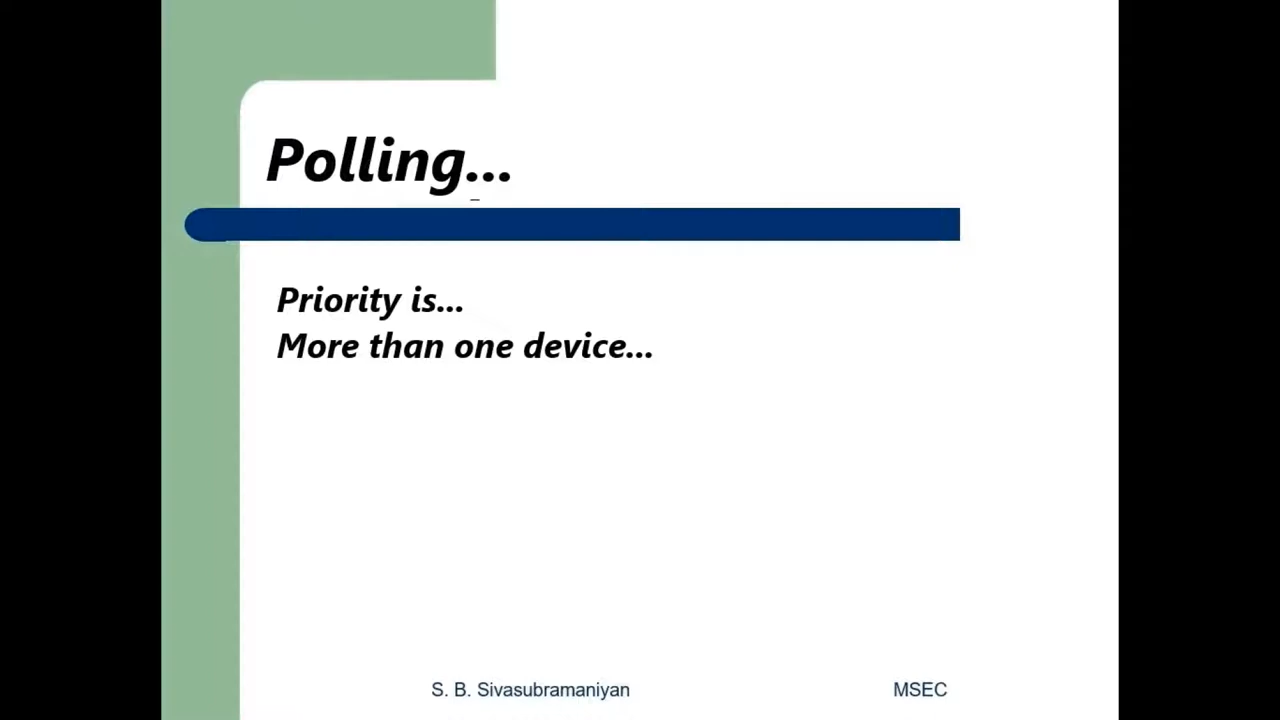 Polling...
Priority is...
More than one device...
S. B. Sivasubramaniyan MSEC